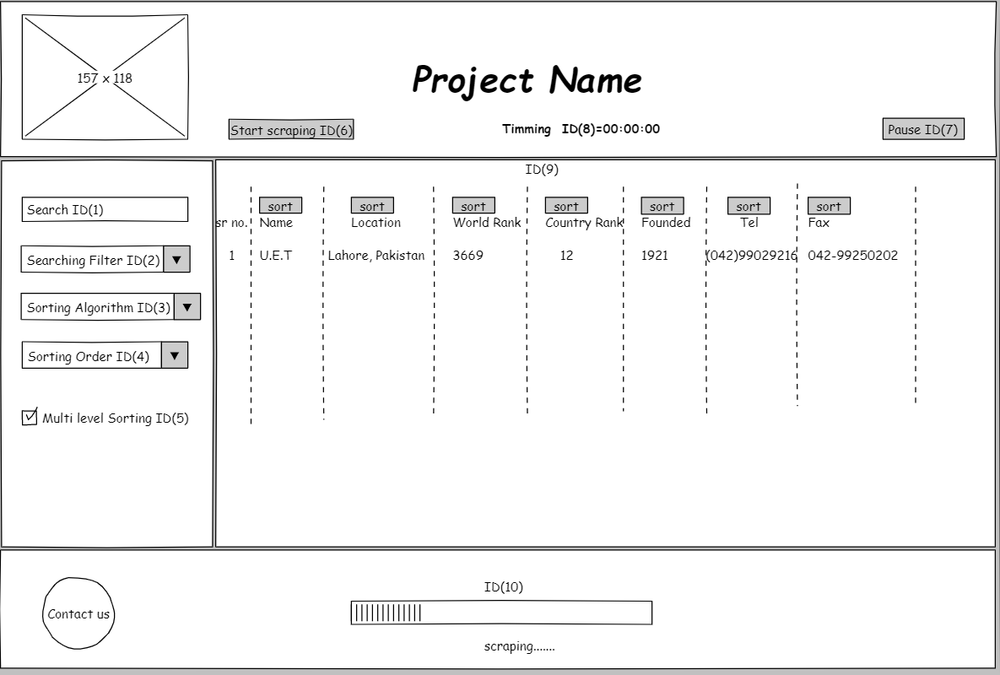 157 x 118
Project Name
Start scraping ID(6)
Timming ID(8)=00:00:00
Pause ID(7)
Search ID(1)
Searching Filter ID(2)
Sorting Algorithm ID(3)
Sorting Order ID(4)
Multi level Sorting ID(5)
ID(9)
sort sort sort sort sort sort sort
sr no. Name Location World Rank Country Rank Founded Tel Fax
1 U.E.T Lahore, Pakistan 3669 12 1921 (042)99029216 042-99250202
Contact us
ID(10)
scraping.......